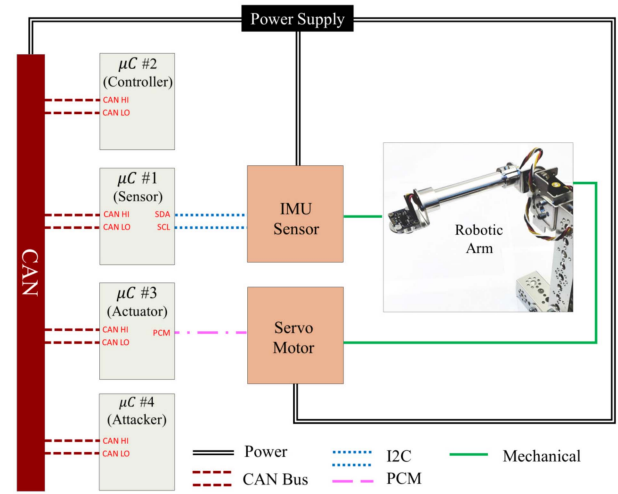 Power Supply
CAN
µC #2
(Controller)
CAN HI
CAN LO
µC #1
(Sensor)
CAN HI
CAN LO
SDA
SCL
IMU
Sensor
Robotic
Arm
µC #3
(Actuator)
CAN HI
CAN LO
PCM
Servo
Motor
µC #4
(Attacker)
CAN HI
CAN LO
Power
I2C
Mechanical
CAN Bus
PCM